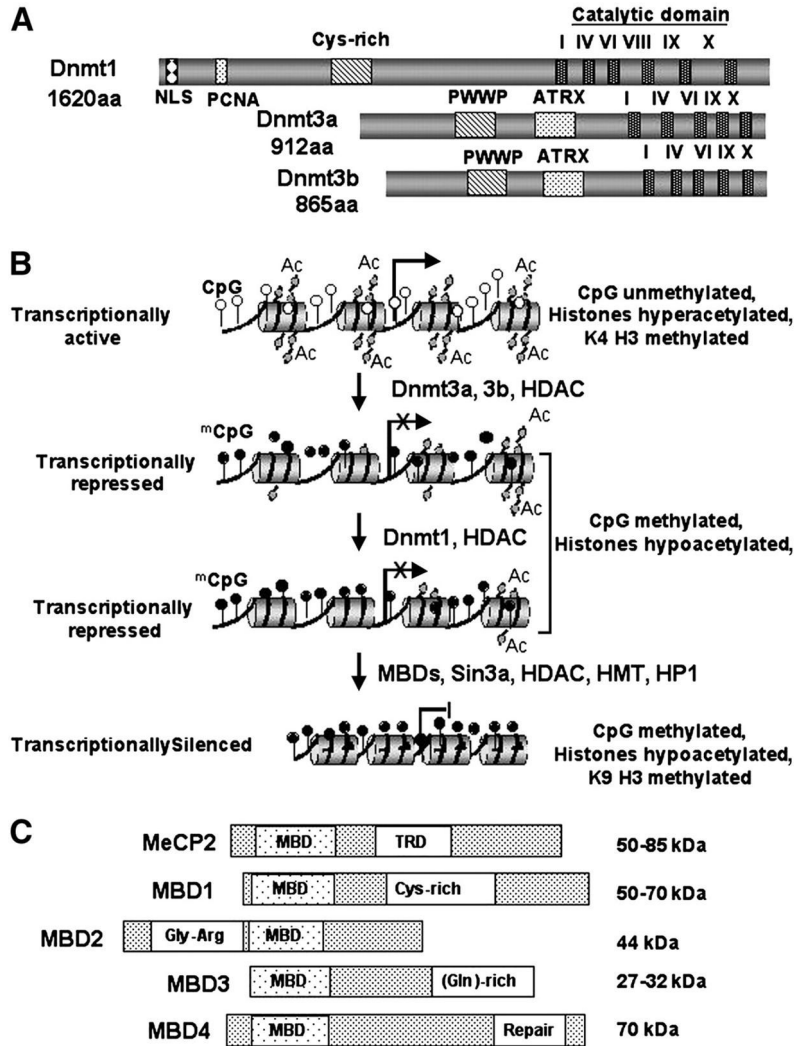 A
Catalytic domain
Cys-rich
I IV VI VIII IX X
Dnmt1
1620aa
NLS
PCNA
PWWP
ATRX
I IV VI IX X
Dnmt3a
912aa
PWWP
ATRX
I IV VI IX X
Dnmt3b
865aa
B
Ac Ac Ac Ac
CpG
Transcriptionally
active
Ac Ac Ac Ac
CpG unmethylated,
Histones hyperacetylated,
K4 H3 methylated
Dnmt3a, 3b, HDAC
mCpG
Ac
Transcriptionally
repressed
Ac
Dnmt1, HDAC
CpG methylated,
Histones hypoacetylated,
mCpG
Ac
Transcriptionally
repressed
Ac
MBDs, Sin3a, HDAC, HMT, HP1
TranscriptionallySilenced
CpG methylated,
Histones hypoacetylated,
K9 H3 methylated
C
MeCP2 MBD TRD 50-85 kDa
MBD1 MBD Cys-rich 50-70 kDa
MBD2 Gly-Arg MBD 44 kDa
MBD3 MBD (Gln)-rich 27-32 kDa
MBD4 MBD Repair 70 kDa